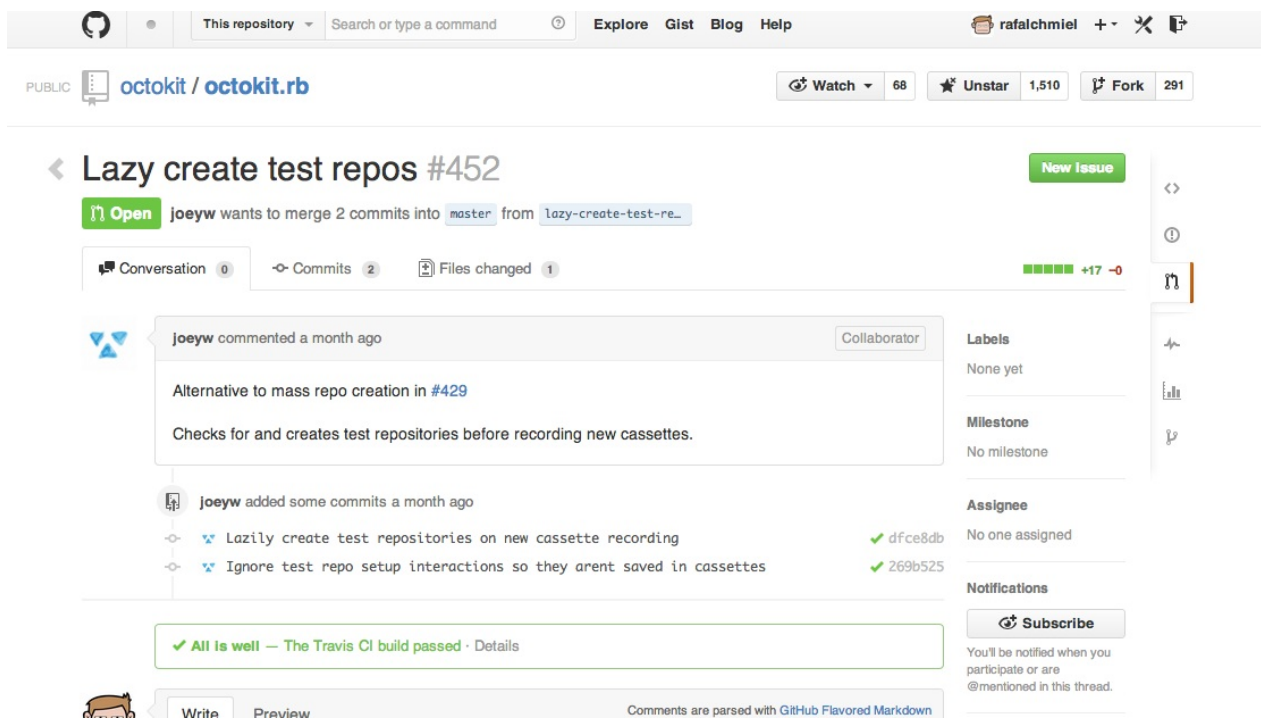 This repository Search or type a command Explore Gist Blog Help rafalchmiel
PUBLIC octokit / octokit.rb Watch 68 Unstar 1,510 Fork 291
Lazy create test repos #452 New Issue
Open joeyw wants to merge 2 commits into master from lazy-create-test-re…
Conversation 0 Commits 2 Files changed 1 +17 −0
joeyw commented a month ago Collaborator
Alternative to mass repo creation in #429
Checks for and creates test repositories before recording new cassettes.
joeyw added some commits a month ago
Lazily create test repositories on new cassette recording dfce8db
Ignore test repo setup interactions so they arent saved in cassettes 269b525
All is well — The Travis CI build passed · Details
Write Preview Comments are parsed with GitHub Flavored Markdown
Labels
None yet
Milestone
No milestone
Assignee
No one assigned
Notifications
Subscribe
You'll be notified when you
participate or are
@mentioned in this thread.